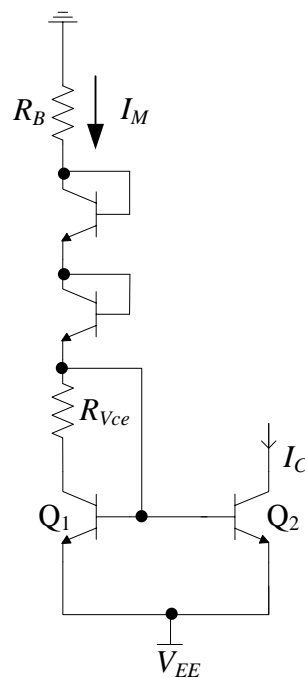 R_B
I_M
R_Vce
I_C
Q_1
Q_2
V_EE